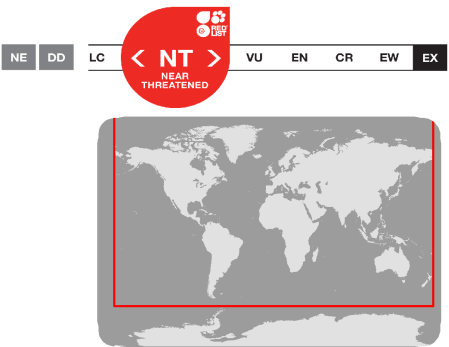 NE DD LC < NT > VU EN CR EW EX
NEAR
THREATENED
RED
LIST